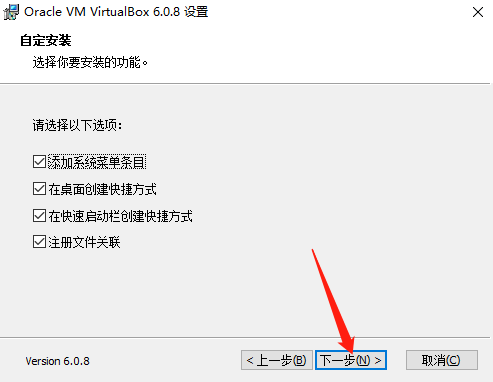 Oracle VM VirtualBox 6.0.8 设置
自定安装
选择你要安装的功能。
请选择以下选项：
添加系统菜单条目
在桌面创建快捷方式
在快速启动栏创建快捷方式
注册文件关联
Version 6.0.8
< 上一步(B)
下一步(N) >
取消(C)